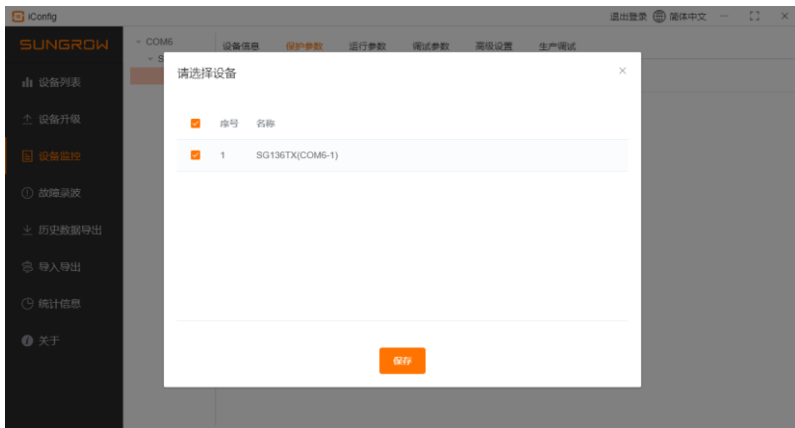 iConfig
退出登录 简体中文
SUNGROW
COM6
S
设备信息 保护参数 运行参数 调试参数 高级设置 生产调试
请选择设备
设备列表
设备升级
设备监控
故障录波
历史数据导出
导入导出
统计信息
关于
序号 名称
1 SG136TX(COM6-1)
保存